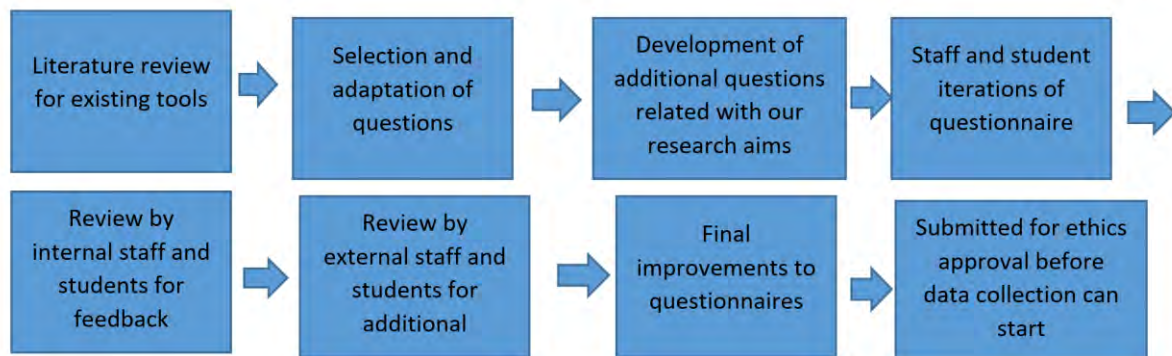 Literature review
for existing tools
Selection and
adaptation of
questions
Development of
additional questions
related with our
research aims
Staff and student
iterations of
questionnaire
Review by
internal staff and
students for
feedback
Review by
external staff and
students for
additional
Final
improvements to
questionnaires
Submitted for ethics
approval before
data collection can
start